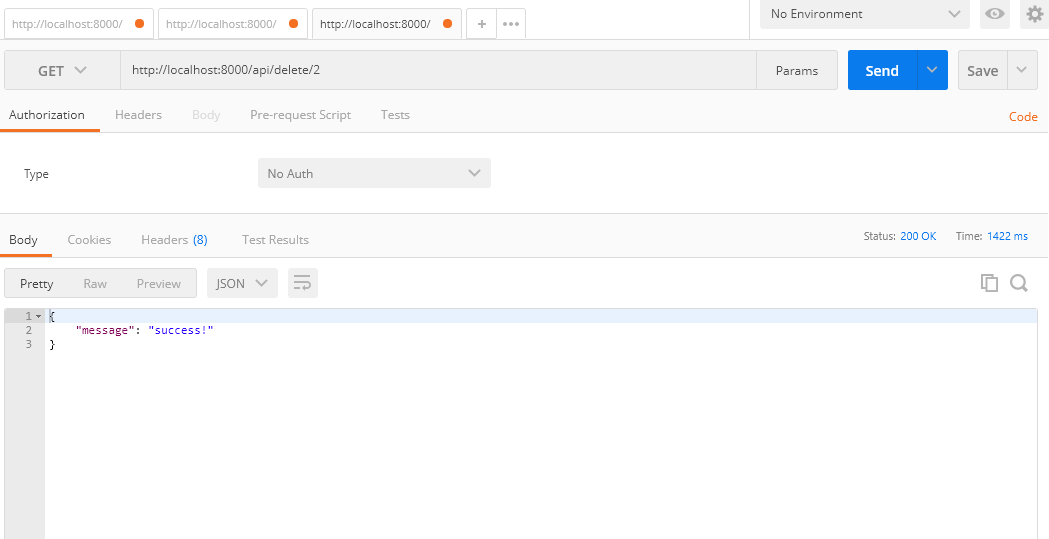 http://localhost:8000/ http://localhost:8000/ http://localhost:8000/ + ••• No Environment
GET http://localhost:8000/api/delete/2 Params Send Save
Authorization Headers Body Pre-request Script Tests Code
Type No Auth
Body Cookies Headers (8) Test Results Status: 200 OK Time: 1422 ms
Pretty Raw Preview JSON
1 {
2 "message": "success!"
3 }